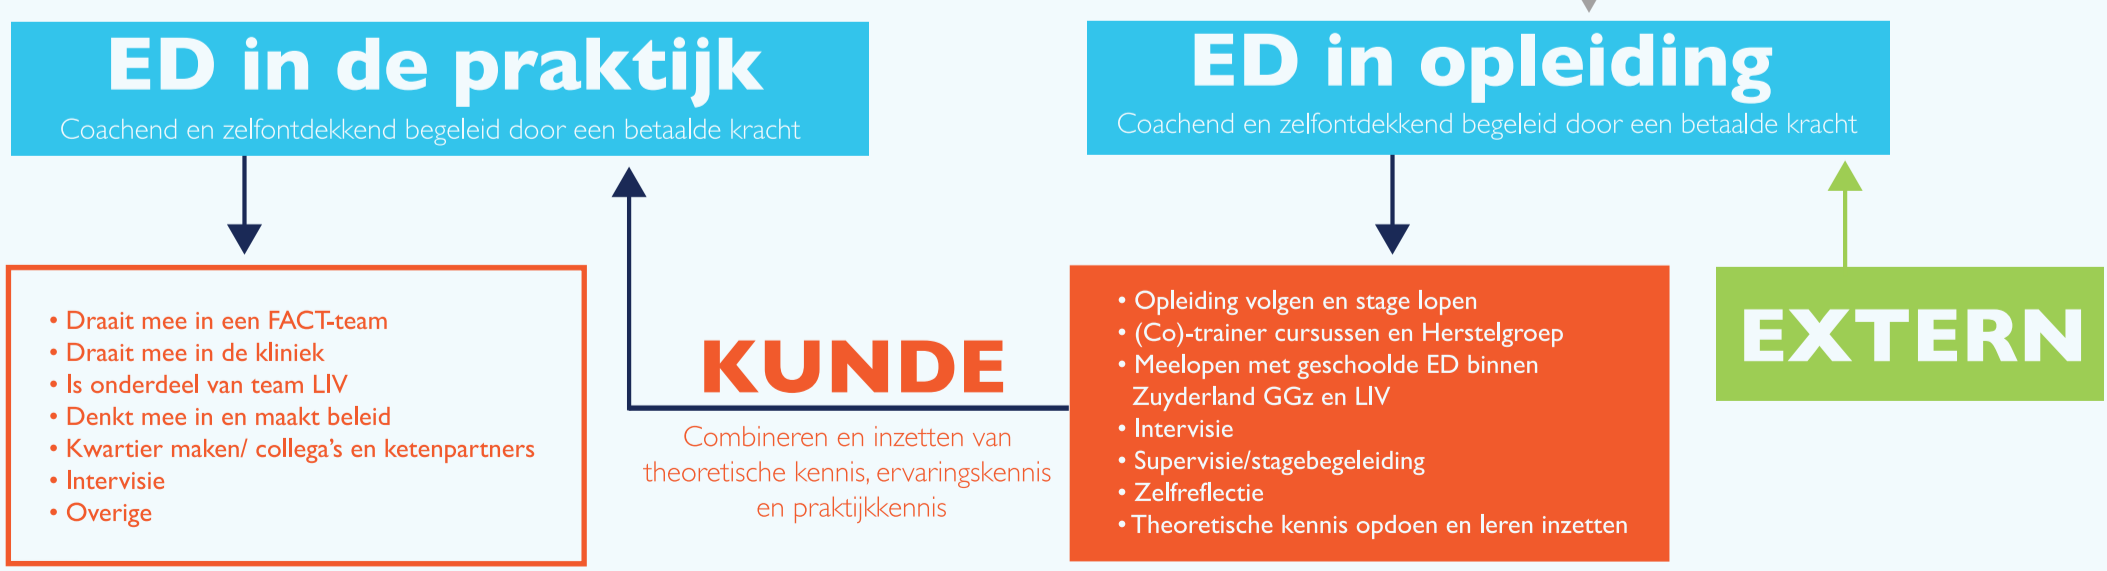 ED in de praktijk
Coachend en zelfontdekkend begeleid door een betaalde kracht
ED in opleiding
Coachend en zelfontdekkend begeleid door een betaalde kracht
• Draait mee in een FACT-team
• Draait mee in de kliniek
• Is onderdeel van team LIV
• Denkt mee in en maakt beleid
• Kwartier maken/ collega's en ketenpartners
• Intervisie
• Overige
KUNDE
Combineren en inzetten van
theoretische kennis, ervaringskennis
en praktijkkennis
• Opleiding volgen en stage lopen
• (Co)-trainer cursussen en Herstelgroep
• Meelopen met geschoolde ED binnen
Zuyderland GGz en LIV
• Intervisie
• Supervisie/stagebegeleiding
• Zelfreflectie
• Theoretische kennis opdoen en leren inzetten
EXTERN